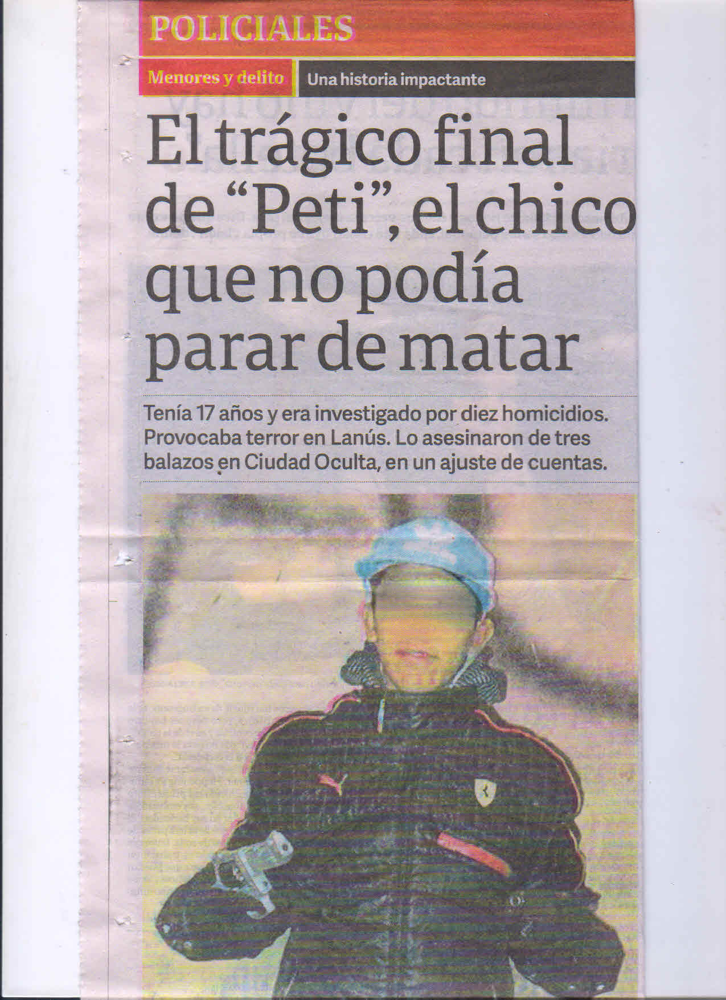 POLICIALES
Menores y delito
Una historia impactante
El trágico final
de “Peti”, el chico
que no podía
parar de matar
Tenía 17 años y era investigado por diez homicidios.
Provocaba terror en Lanús. Lo asesinaron de tres
balazos en Ciudad Oculta, en un ajuste de cuentas.